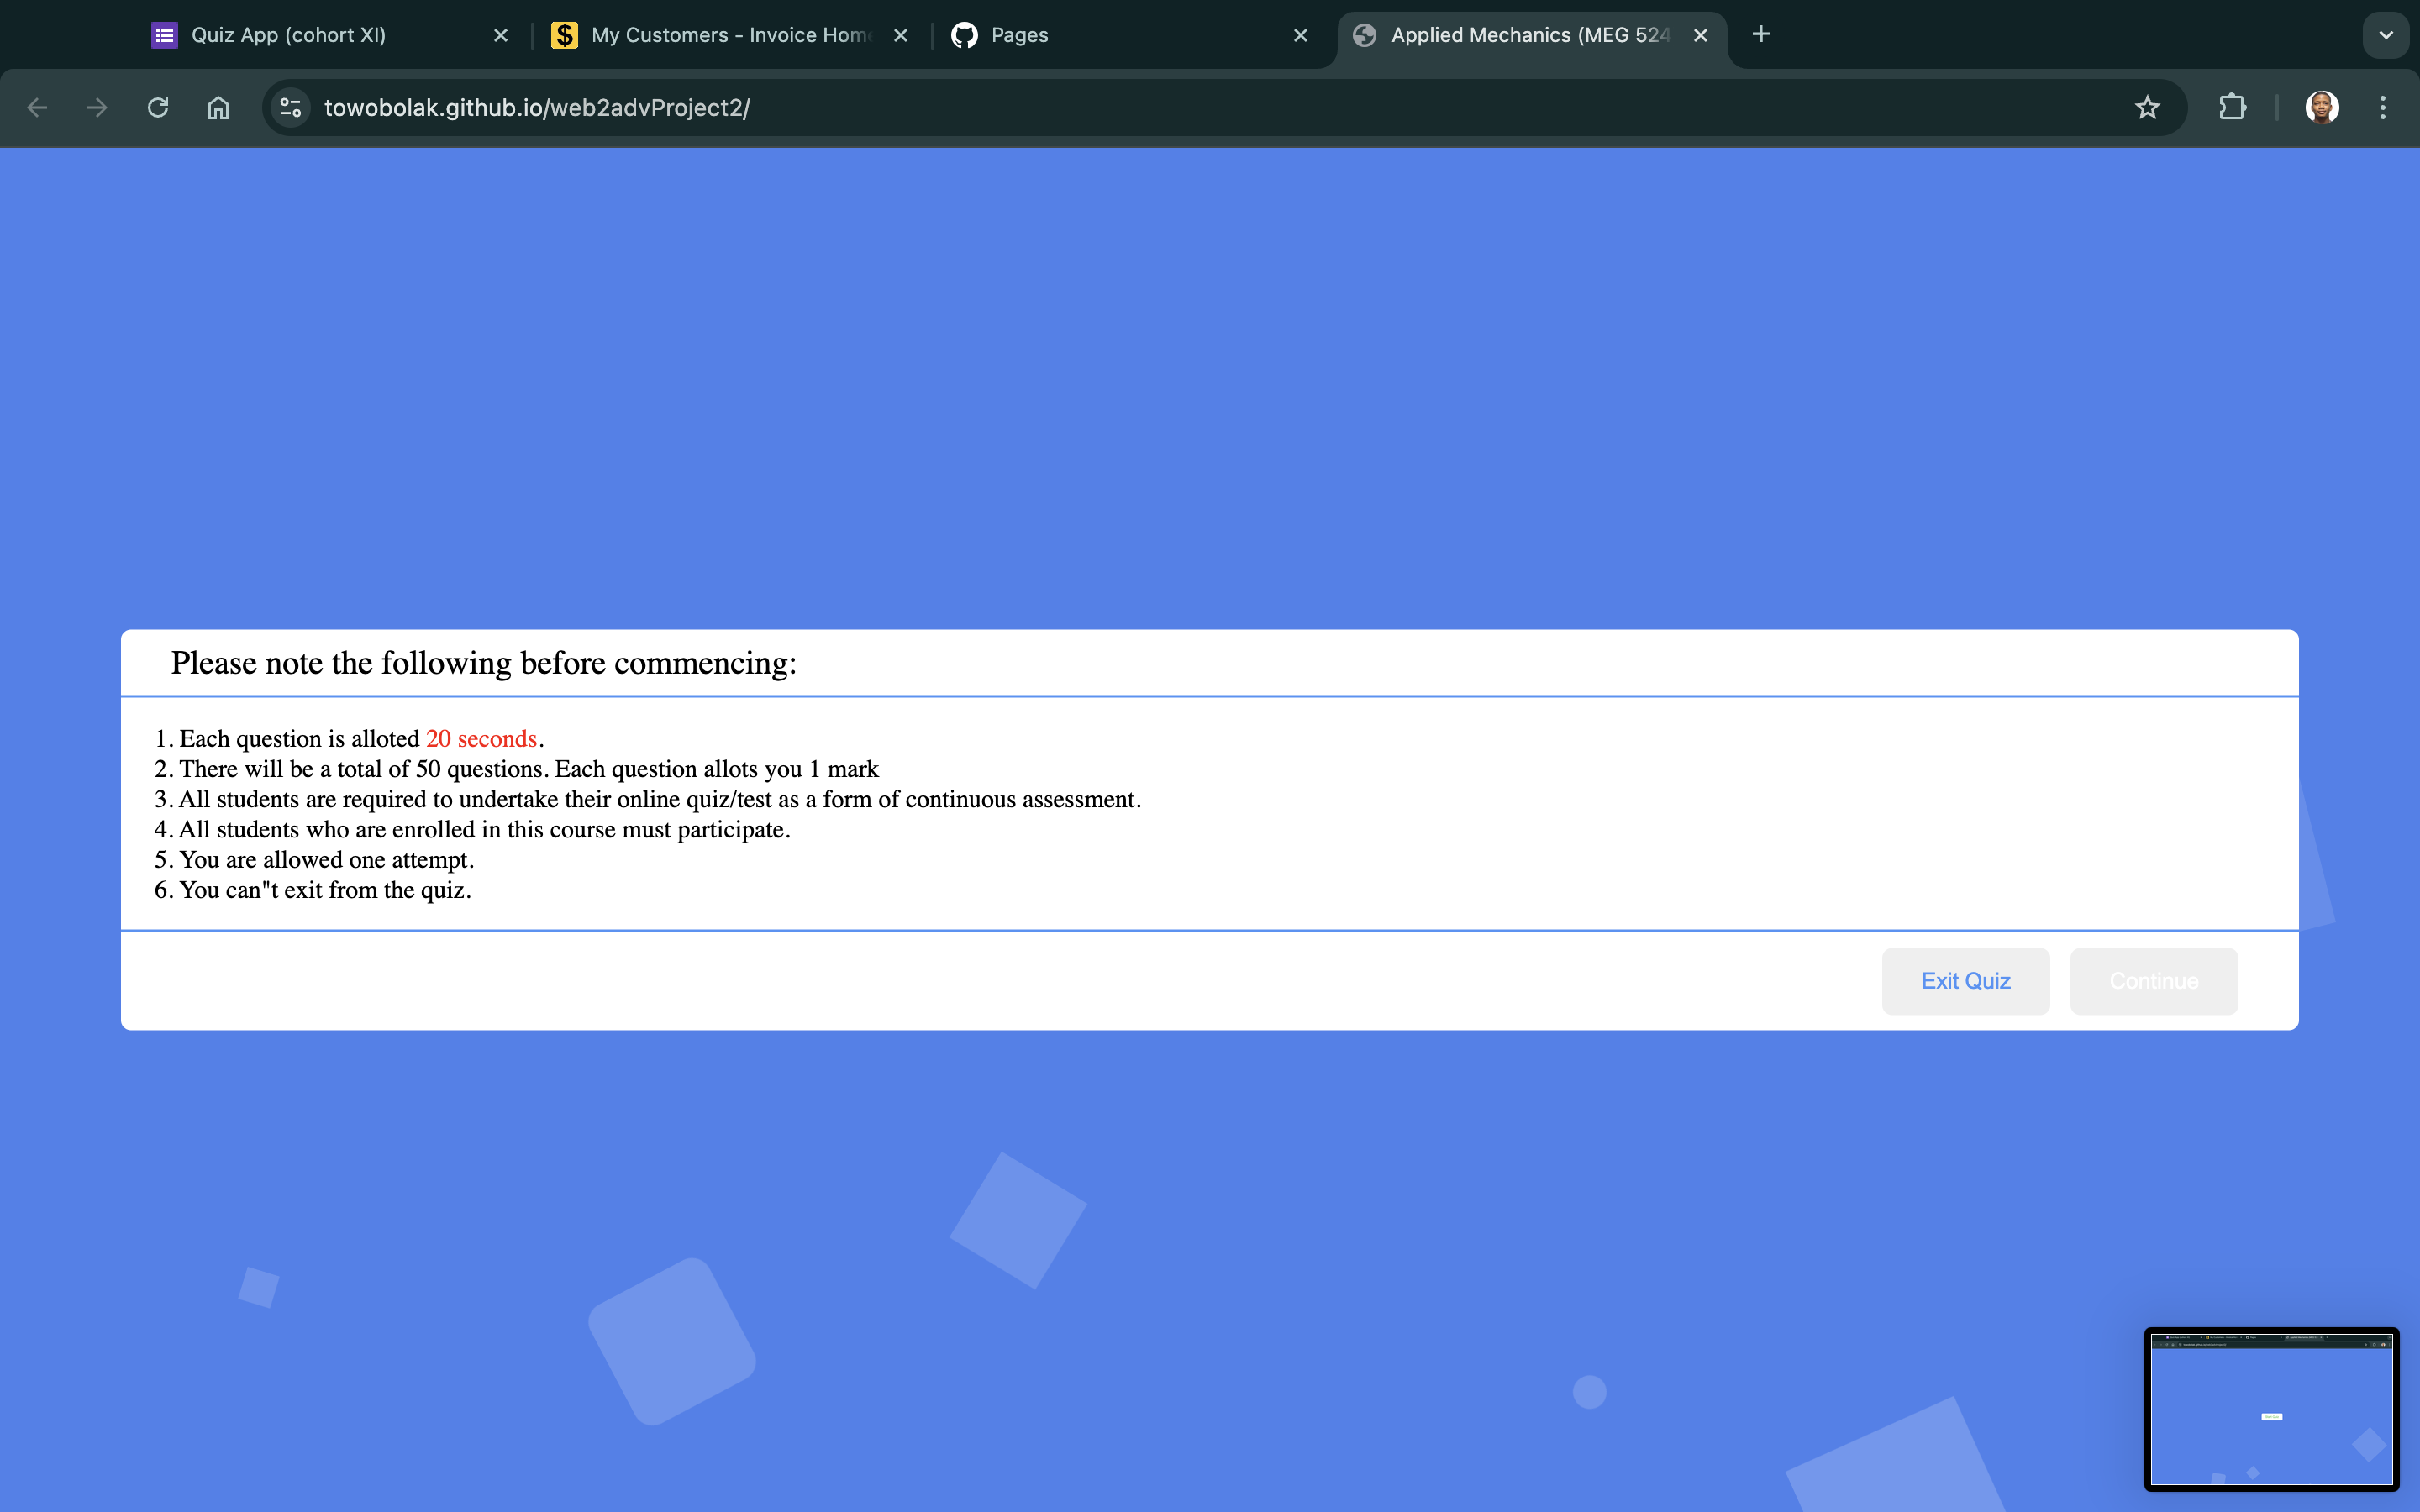 Quiz App (cohort XI)
My Customers - Invoice Hom
Pages
Applied Mechanics (MEG 524
towobolak.github.io/web2advProject2/
Please note the following before commencing:
1. Each question is alloted 20 seconds.
2. There will be a total of 50 questions. Each question allots you 1 mark
3. All students are required to undertake their online quiz/test as a form of continuous assessment.
4. All students who are enrolled in this course must participate.
5. You are allowed one attempt.
6. You can"t exit from the quiz.
Exit Quiz
Continue